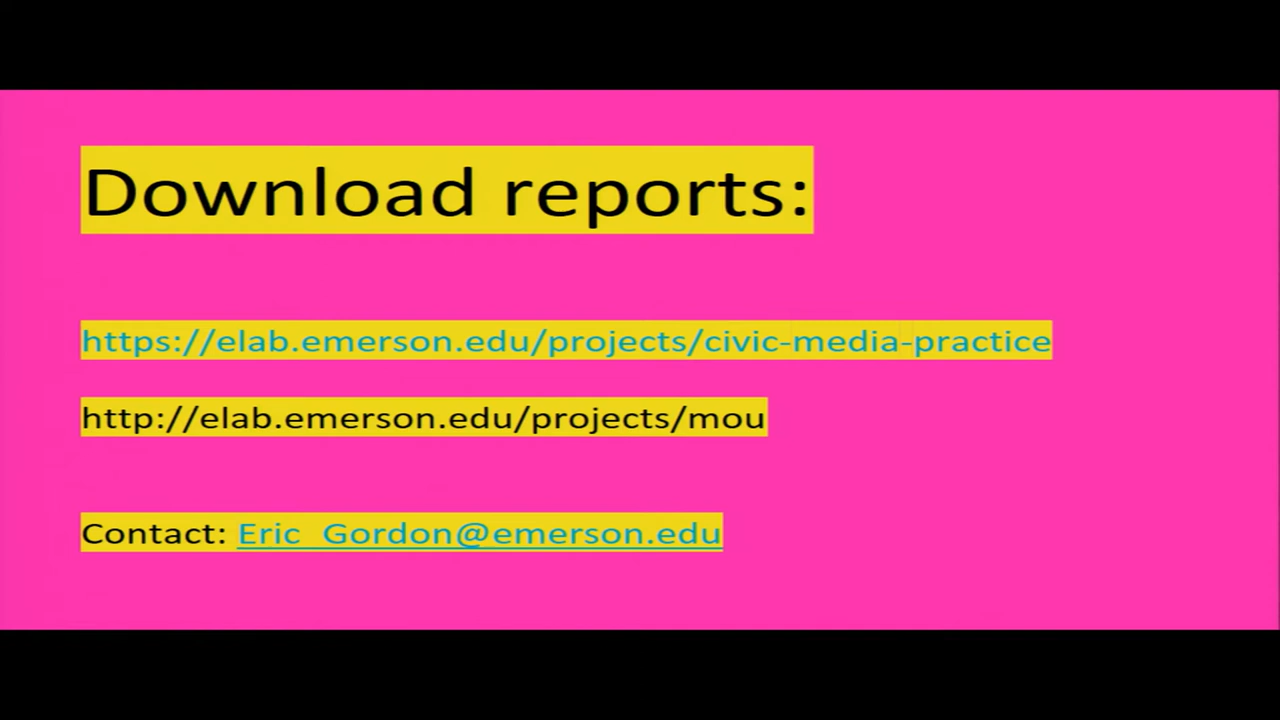 Download reports:
https://elab.emerson.edu/projects/civic-media-practice
http://elab.emerson.edu/projects/mou
Contact: Eric_Gordon@emerson.edu